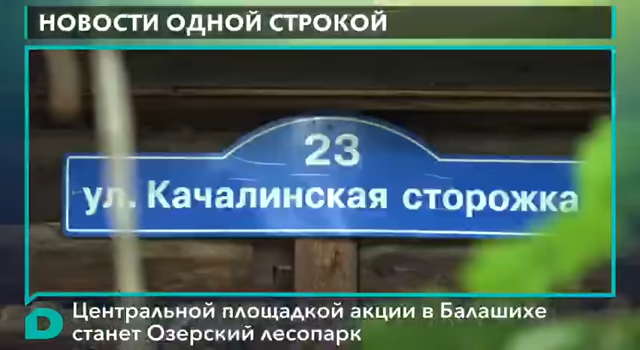 НОВОСТИ ОДНОЙ СТРОКОЙ
23
ул. Качалинская сторожка
Центральной площадкой акции в Балашихе
станет Озерский лесопарк